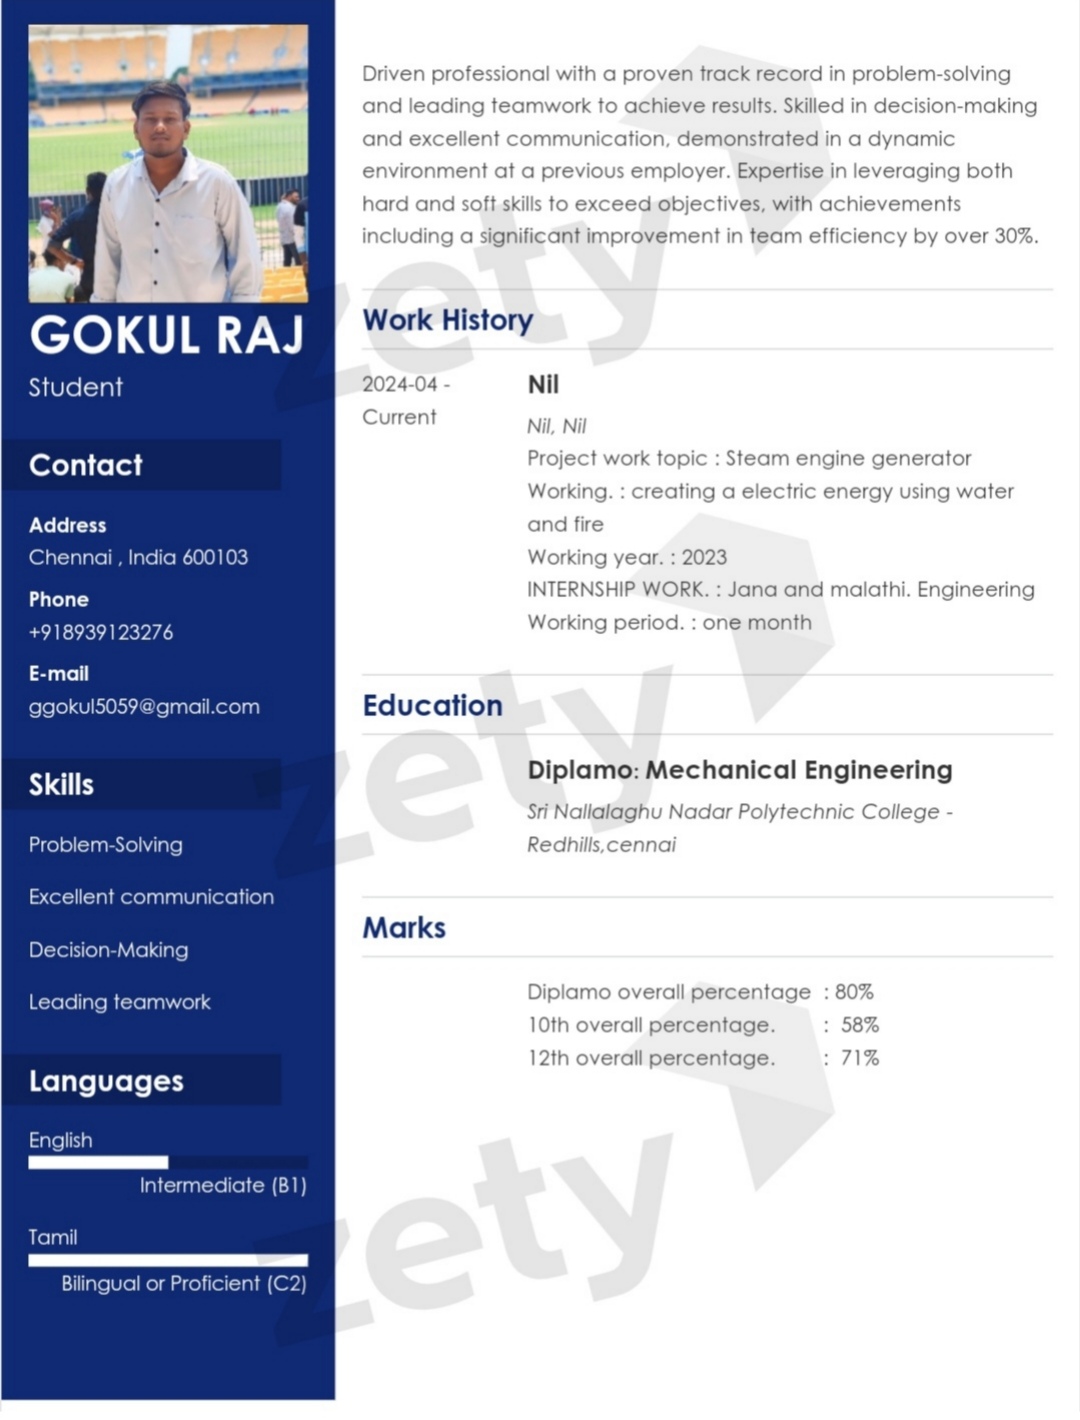 GOKUL RAJ
Student
Contact
Address
Chennai , India 600103
Phone
+918939123276
E-mail
ggokul5059@gmail.com
Skills
Problem-Solving
Excellent communication
Decision-Making
Leading teamwork
Languages
English
Intermediate (B1)
Tamil
Bilingual or Proficient (C2)
Driven professional with a proven track record in problem-solving
and leading teamwork to achieve results. Skilled in decision-making
and excellent communication, demonstrated in a dynamic
environment at a previous employer. Expertise in leveraging both
hard and soft skills to exceed objectives, with achievements
including a significant improvement in team efficiency by over 30%.
Work History
2024-04 -
Current
Nil
Nil, Nil
Project work topic : Steam engine generator
Working. : creating a electric energy using water
and fire
Working year. : 2023
INTERNSHIP WORK. : Jana and malathi. Engineering
Working period. : one month
Education
Diplamo: Mechanical Engineering
Sri Nallalaghu Nadar Polytechnic College -
Redhills,cennai
Marks
Diplamo overall percentage : 80%
10th overall percentage. : 58%
12th overall percentage. : 71%
zety
zety
zety